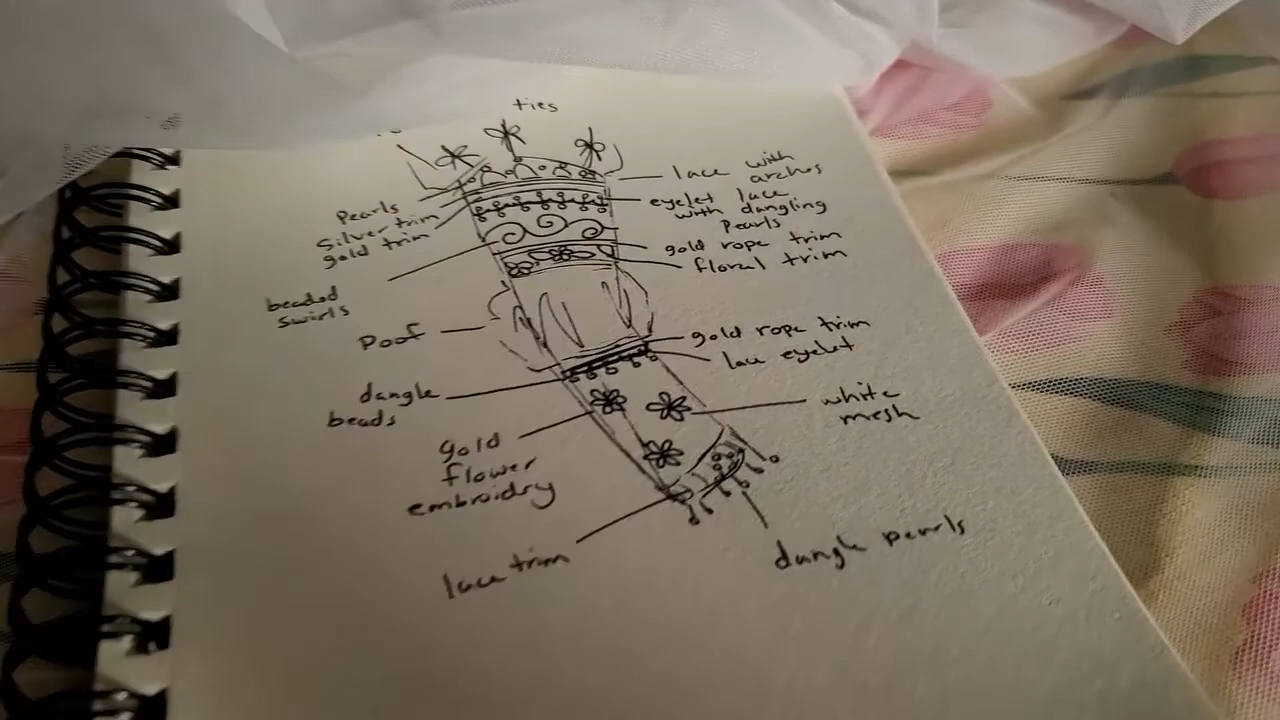 ties
lace with
arches
Pearls
Silver trim
gold trim
eyelet lace
with dangling
Pearls
gold rope trim
floral trim
beaded
swirls
Poof
gold rope trim
lace eyelet
dangle
beads
white
mesh
gold
flower
embroidry
lace trim
dangle pearls